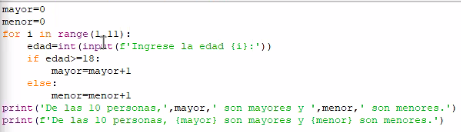 mayor=0
menor=0
for i in range(1,11):
    edad=int(input(f'Ingrese la edad {i}:'))
    if edad>=18:
        mayor=mayor+1
    else:
        menor=menor+1
print('De las 10 personas,',mayor,' son mayores y ',menor,' son menores.')
print(f'De las 10 personas, {mayor} son mayores y {menor} son menores.')